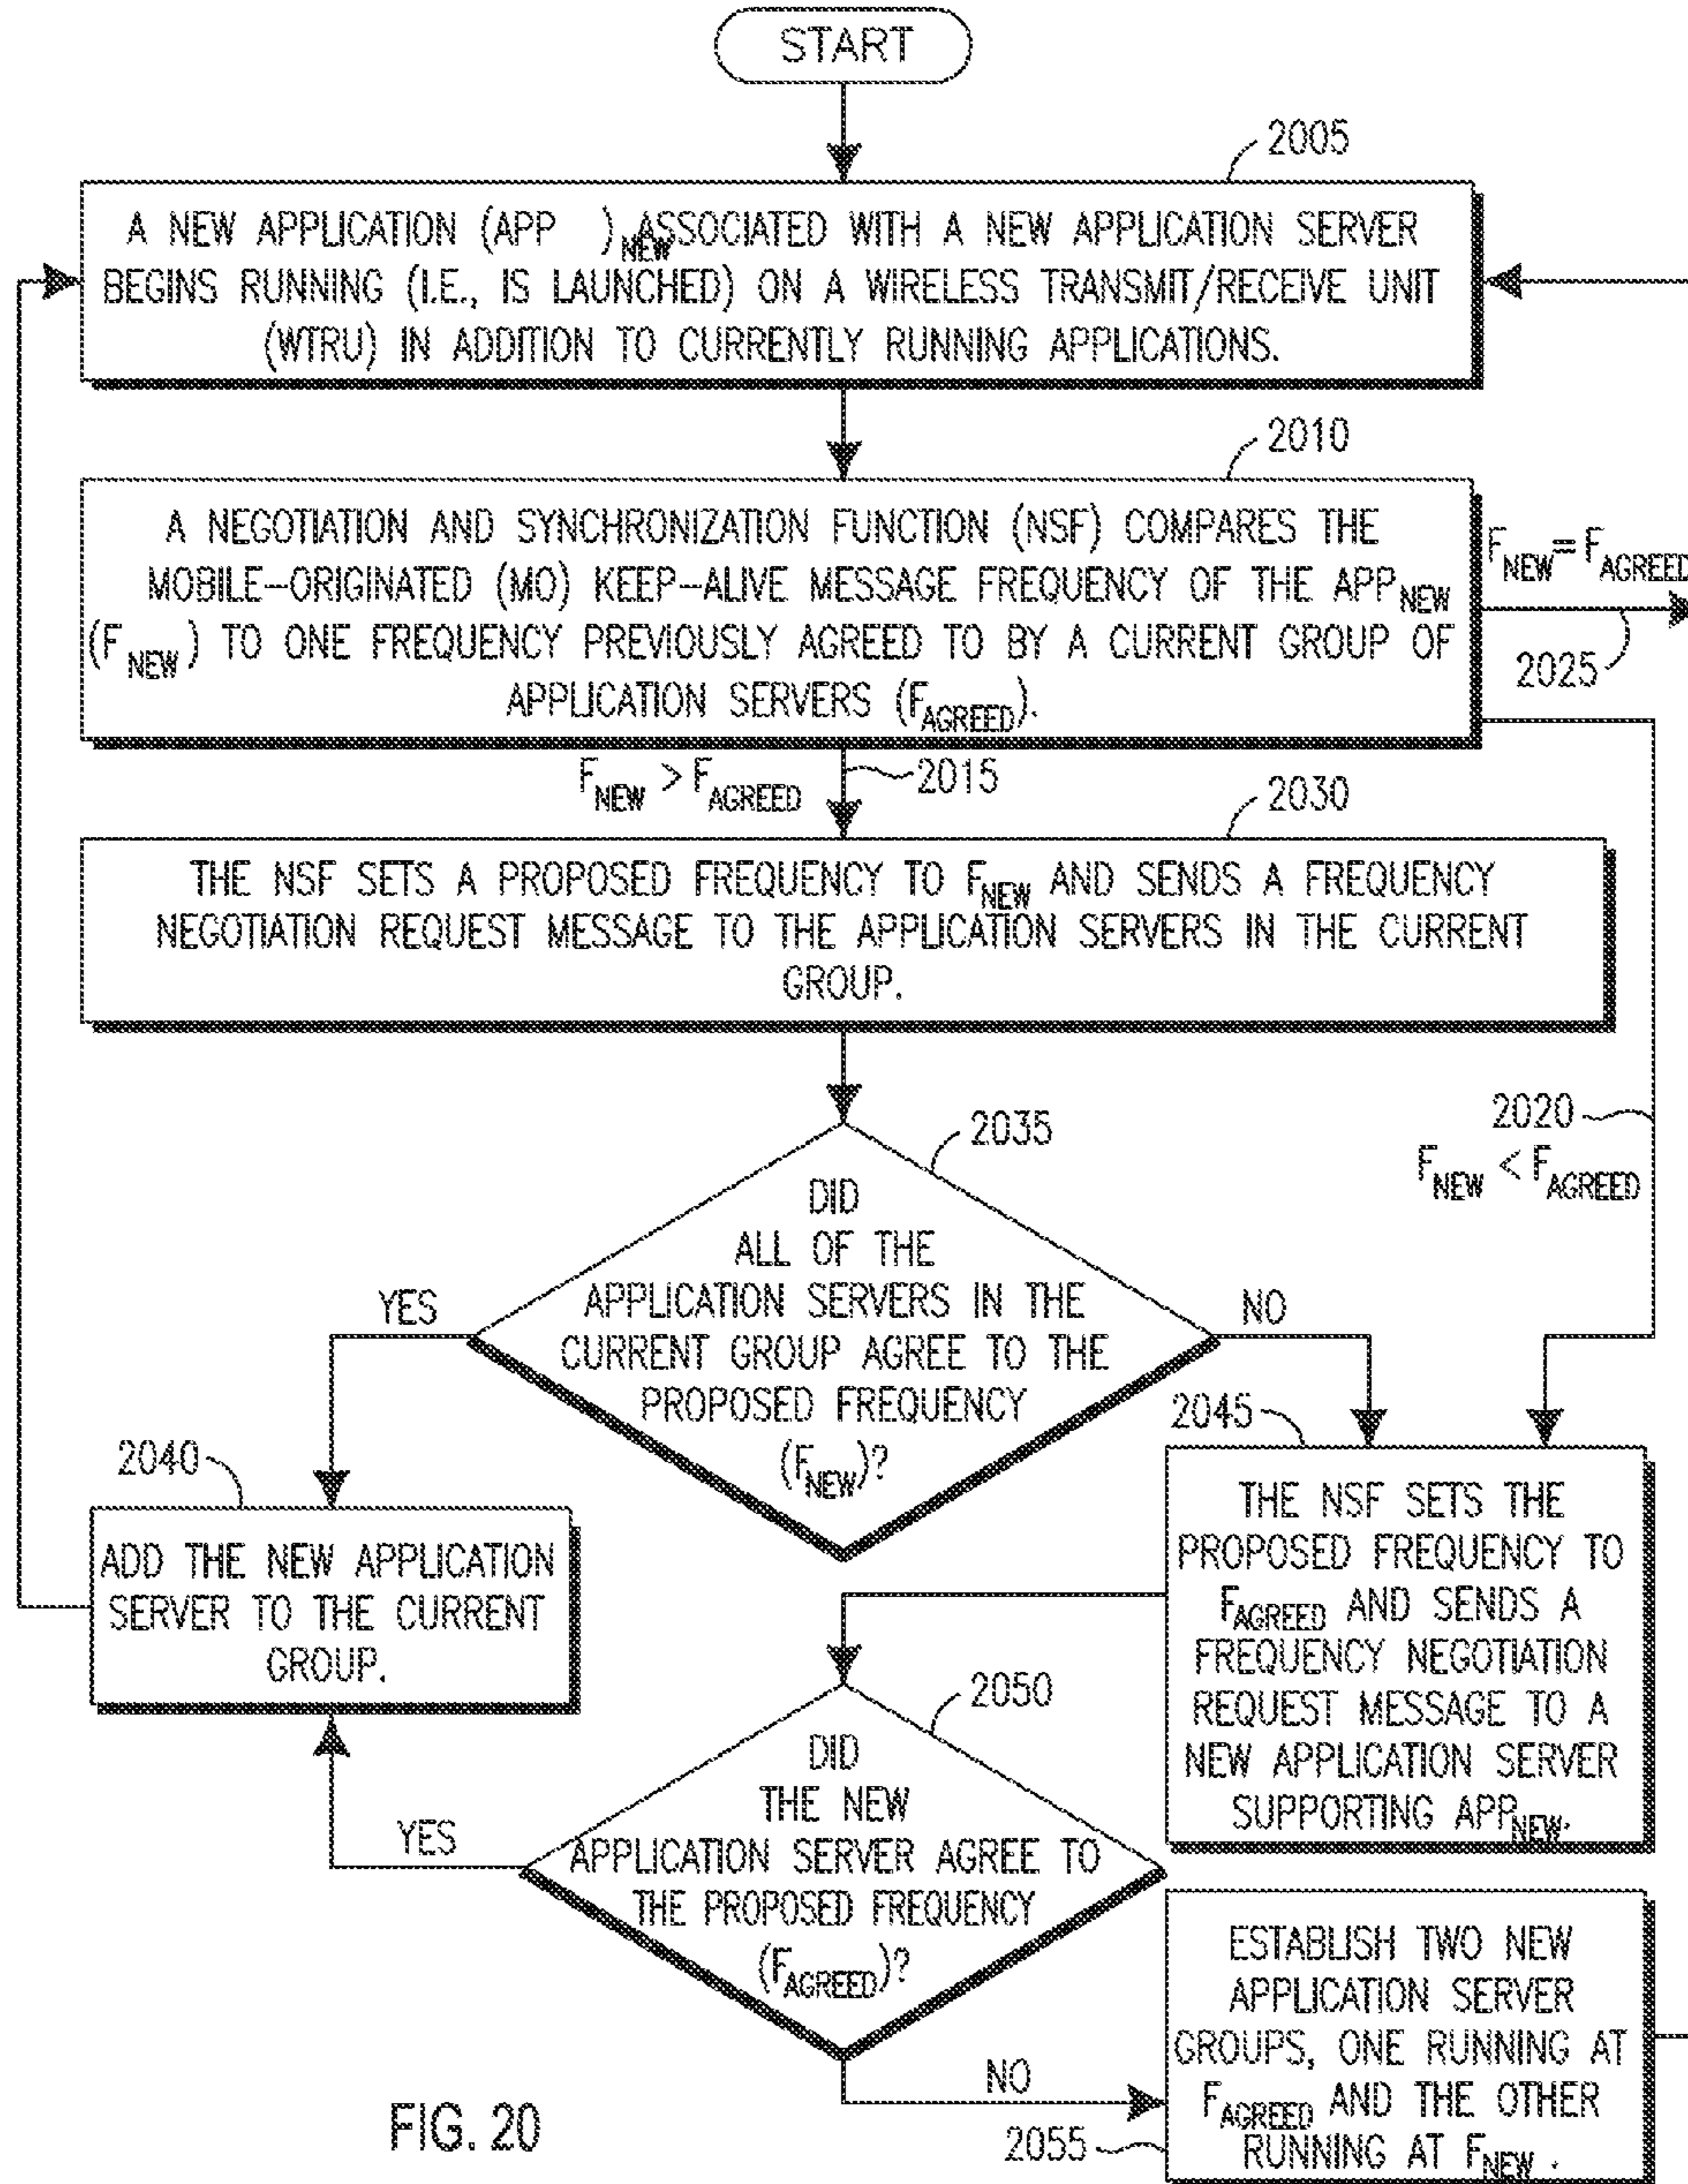 START
2005
A NEW APPLICATION (APP )NEW ASSOCIATED WITH A NEW APPLICATION SERVER
BEGINS RUNNING (I.E., IS LAUNCHED) ON A WIRELESS TRANSMIT/RECEIVE UNIT
(WTRU) IN ADDITION TO CURRENTLY RUNNING APPLICATIONS.
2010
A NEGOTIATION AND SYNCHRONIZATION FUNCTION (NSF) COMPARES THE
MOBILE-ORIGINATED (MO) KEEP-ALIVE MESSAGE FREQUENCY OF THE APPNEW
(FNEW) TO ONE FREQUENCY PREVIOUSLY AGREED TO BY A CURRENT GROUP OF
APPLICATION SERVERS (FAGREED).
FNEW = FAGREED
2025
FNEW > FAGREED
2015
2030
THE NSF SETS A PROPOSED FREQUENCY TO FNEW AND SENDS A FREQUENCY
NEGOTIATION REQUEST MESSAGE TO THE APPLICATION SERVERS IN THE CURRENT
GROUP.
2020
FNEW < FAGREED
2035
DID
ALL OF THE
APPLICATION SERVERS IN THE
CURRENT GROUP AGREE TO THE
PROPOSED FREQUENCY
(FNEW)?
YES
NO
2040
ADD THE NEW APPLICATION
SERVER TO THE CURRENT
GROUP.
2045
THE NSF SETS THE
PROPOSED FREQUENCY TO
FAGREED AND SENDS A
FREQUENCY NEGOTIATION
REQUEST MESSAGE TO A
NEW APPLICATION SERVER
SUPPORTING APPNEW.
2050
DID
THE NEW
APPLICATION SERVER AGREE TO
THE PROPOSED FREQUENCY
(FAGREED)?
YES
NO
2055
ESTABLISH TWO NEW
APPLICATION SERVER
GROUPS, ONE RUNNING AT
FAGREED AND THE OTHER
RUNNING AT FNEW.
FIG. 20